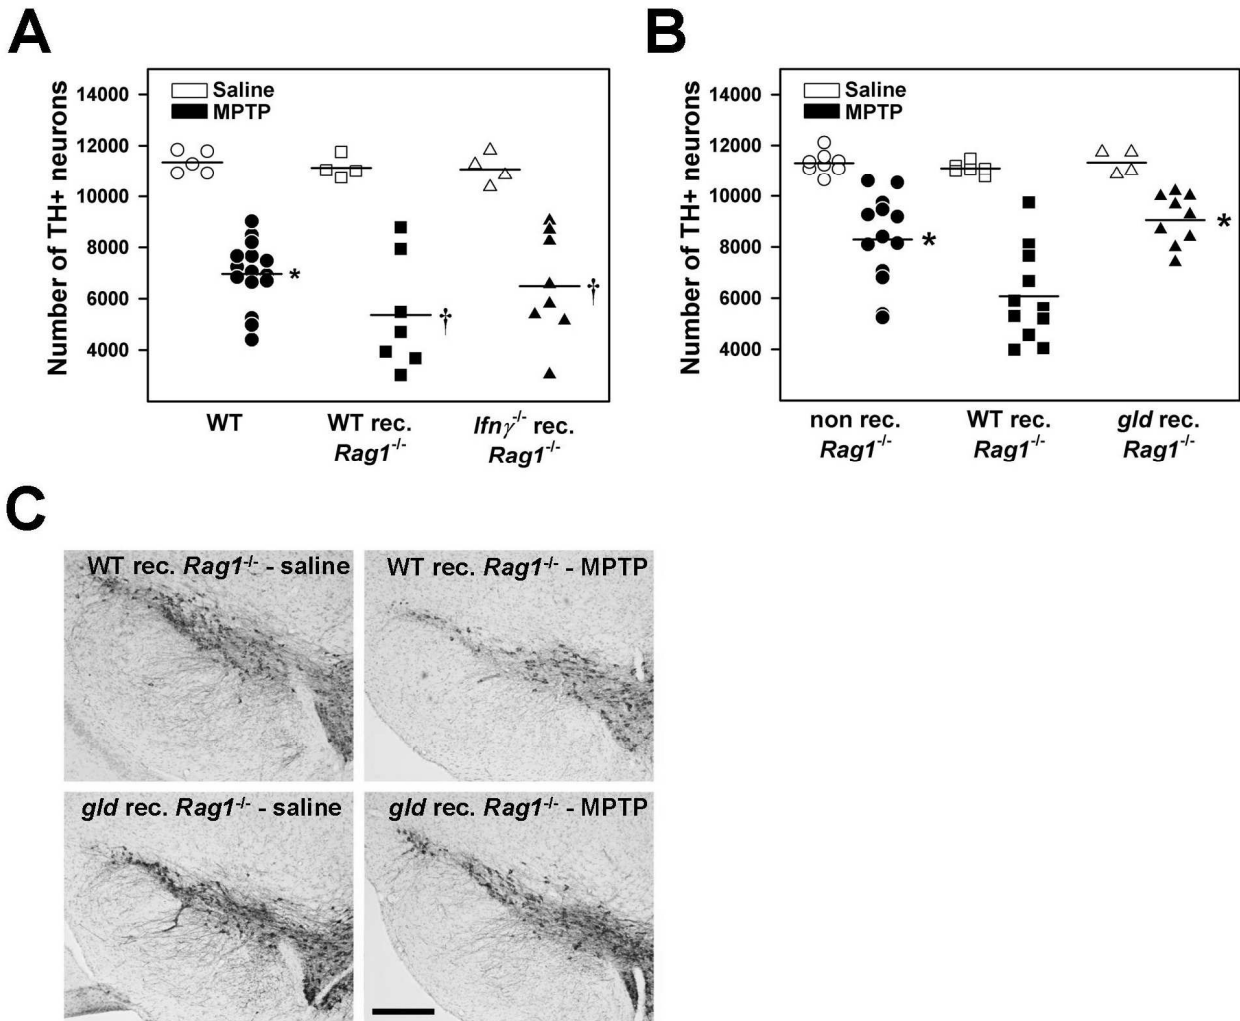 A
Number of TH+ neurons
14000
12000
10000
8000
6000
4000
Saline
MPTP
*
†
†
WT
WT rec.
Rag1-/-
Ifnγ-/- rec.
Rag1-/-
B
Number of TH+ neurons
14000
12000
10000
8000
6000
4000
Saline
MPTP
*
*
non rec.
Rag1-/-
WT rec.
Rag1-/-
gld rec.
Rag1-/-
C
WT rec. Rag1-/- - saline
WT rec. Rag1-/- - MPTP
gld rec. Rag1-/- - saline
gld rec. Rag1-/- - MPTP